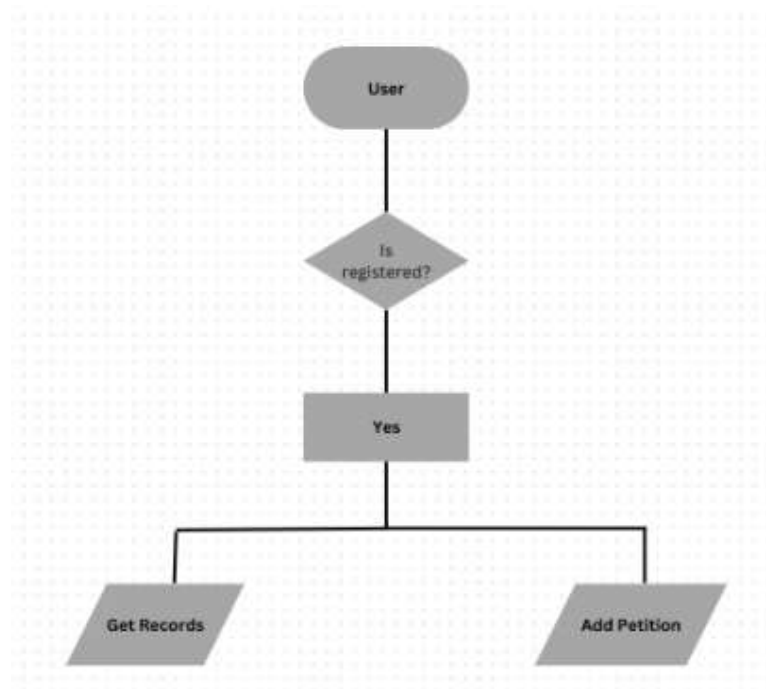 User
Is
registered?
Yes
Get Records
Add Petition